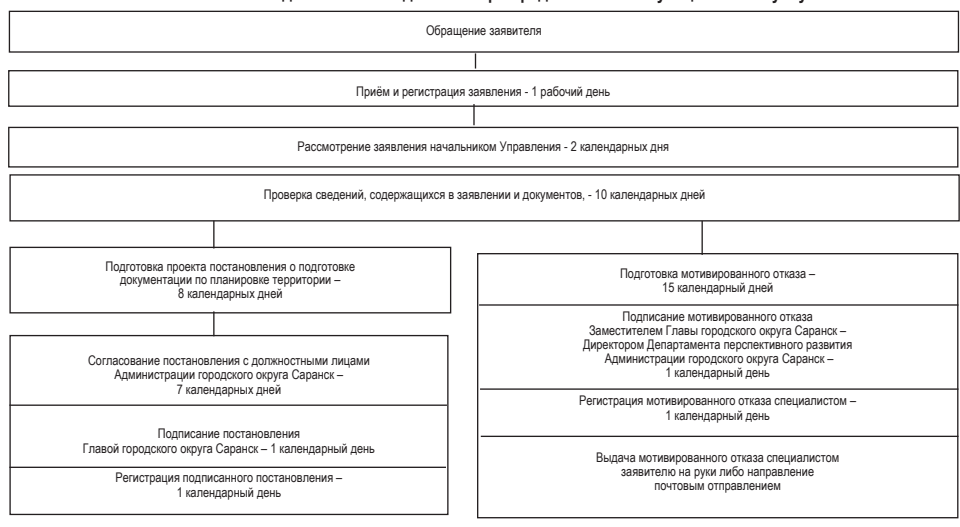 Обращение заявителя
Приём и регистрация заявления - 1 рабочий день
Рассмотрение заявления начальником Управления - 2 календарных дня
Проверка сведений, содержащихся в заявлении и документов, - 10 календарных дней
Подготовка проекта постановления о подготовке
документации по планировке территории –
8 календарных дней
Согласование постановления с должностными лицами
Администрации городского округа Саранск –
7 календарных дней
Подписание постановления
Главой городского округа Саранск – 1 календарный день
Регистрация подписанного постановления –
1 календарный день
Подготовка мотивированного отказа –
15 календарный дней
Подписание мотивированного отказа
Заместителем Главы городского округа Саранск –
Директором Департамента перспективного развития
Администрации городского округа Саранск –
1 календарный день
Регистрация мотивированного отказа специалистом –
1 календарный день
Выдача мотивированного отказа специалистом
заявителю на руки либо направление
почтовым отправлением